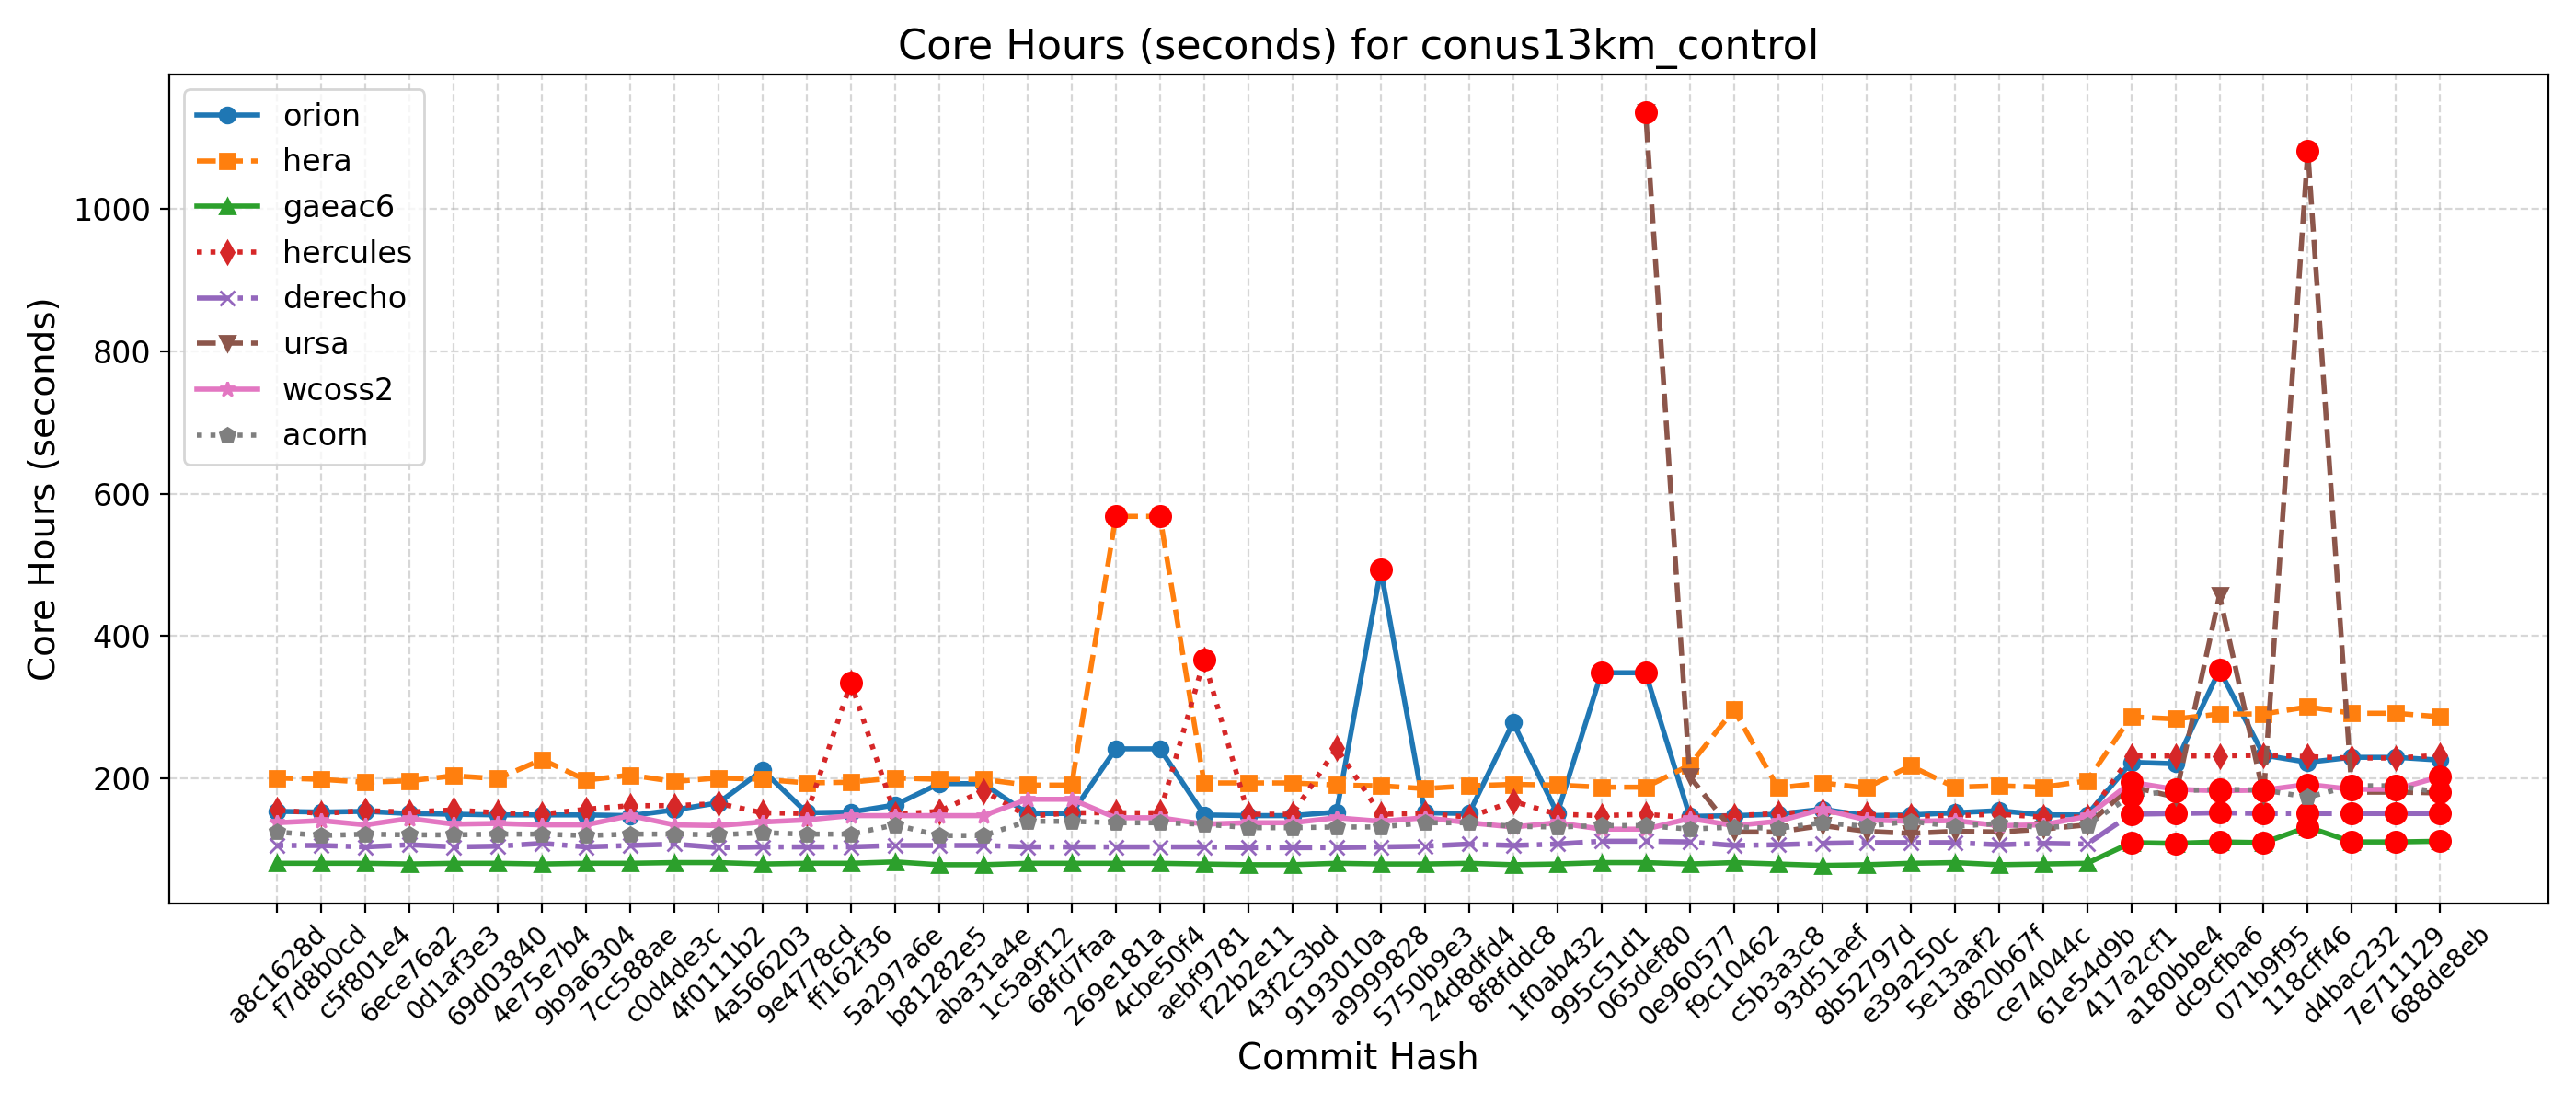 Core Hours (seconds) for conus13km_control
Core Hours (seconds)
1000
800
600
400
200
orion
hera
gaeac6
hercules
derecho
ursa
wcoss2
acorn
a8c1628d
f7d8b0cd
c5f801e4
6ece76a2
0d1af3e3
69d03840
4e75e7b4
9b9a6304
7cc588ae
c0d4de3c
4f0111b2
4a566203
9e4778cd
ff162f36
5a297a6e
b81282e5
aba31a4e
1c5a9f12
68fd7faa
269e181a
4cbe50f4
aebf9781
f22b2e11
43f2c3bd
9193010a
a9999828
5750b9e3
24d8dfd4
8f8fddc8
1f0ab432
995c51d1
065def80
0e960577
f9c10462
c5b3a3c8
93d51aef
8b52797d
e39a250c
5e13aaf2
d820b67f
ce74044c
61e54d9b
417a2cf1
a180bbe4
dc9cfba6
071b9f95
118cff46
d4bac232
7e711129
688de8eb
Commit Hash